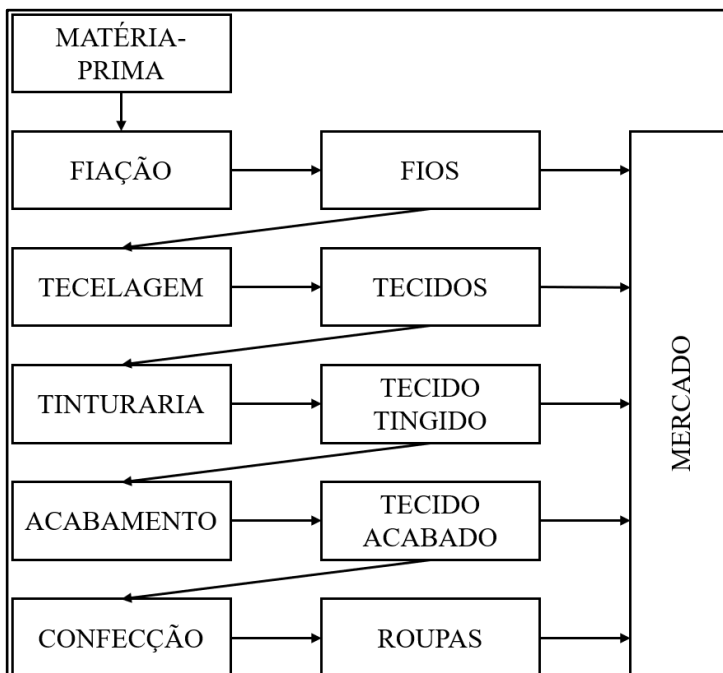 MATÉRIA-
PRIMA
FIAÇÃO
FIOS
TECELAGEM
TECIDOS
TINTURARIA
TECIDO
TINGIDO
ACABAMENTO
TECIDO
ACABADO
CONFECÇÃO
ROUPAS
MERCADO